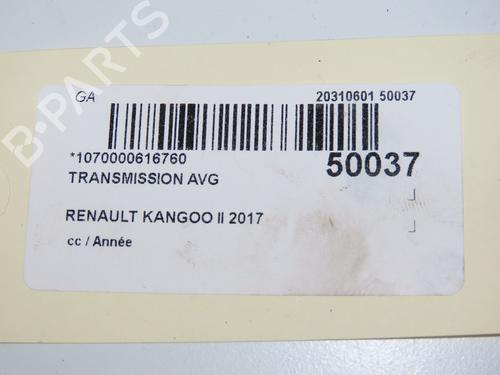 GA 20310601 50037
*1070000616760 50037
TRANSMISSION AVG
RENAULT KANGOO II 2017
cc / Année
B-PARTS